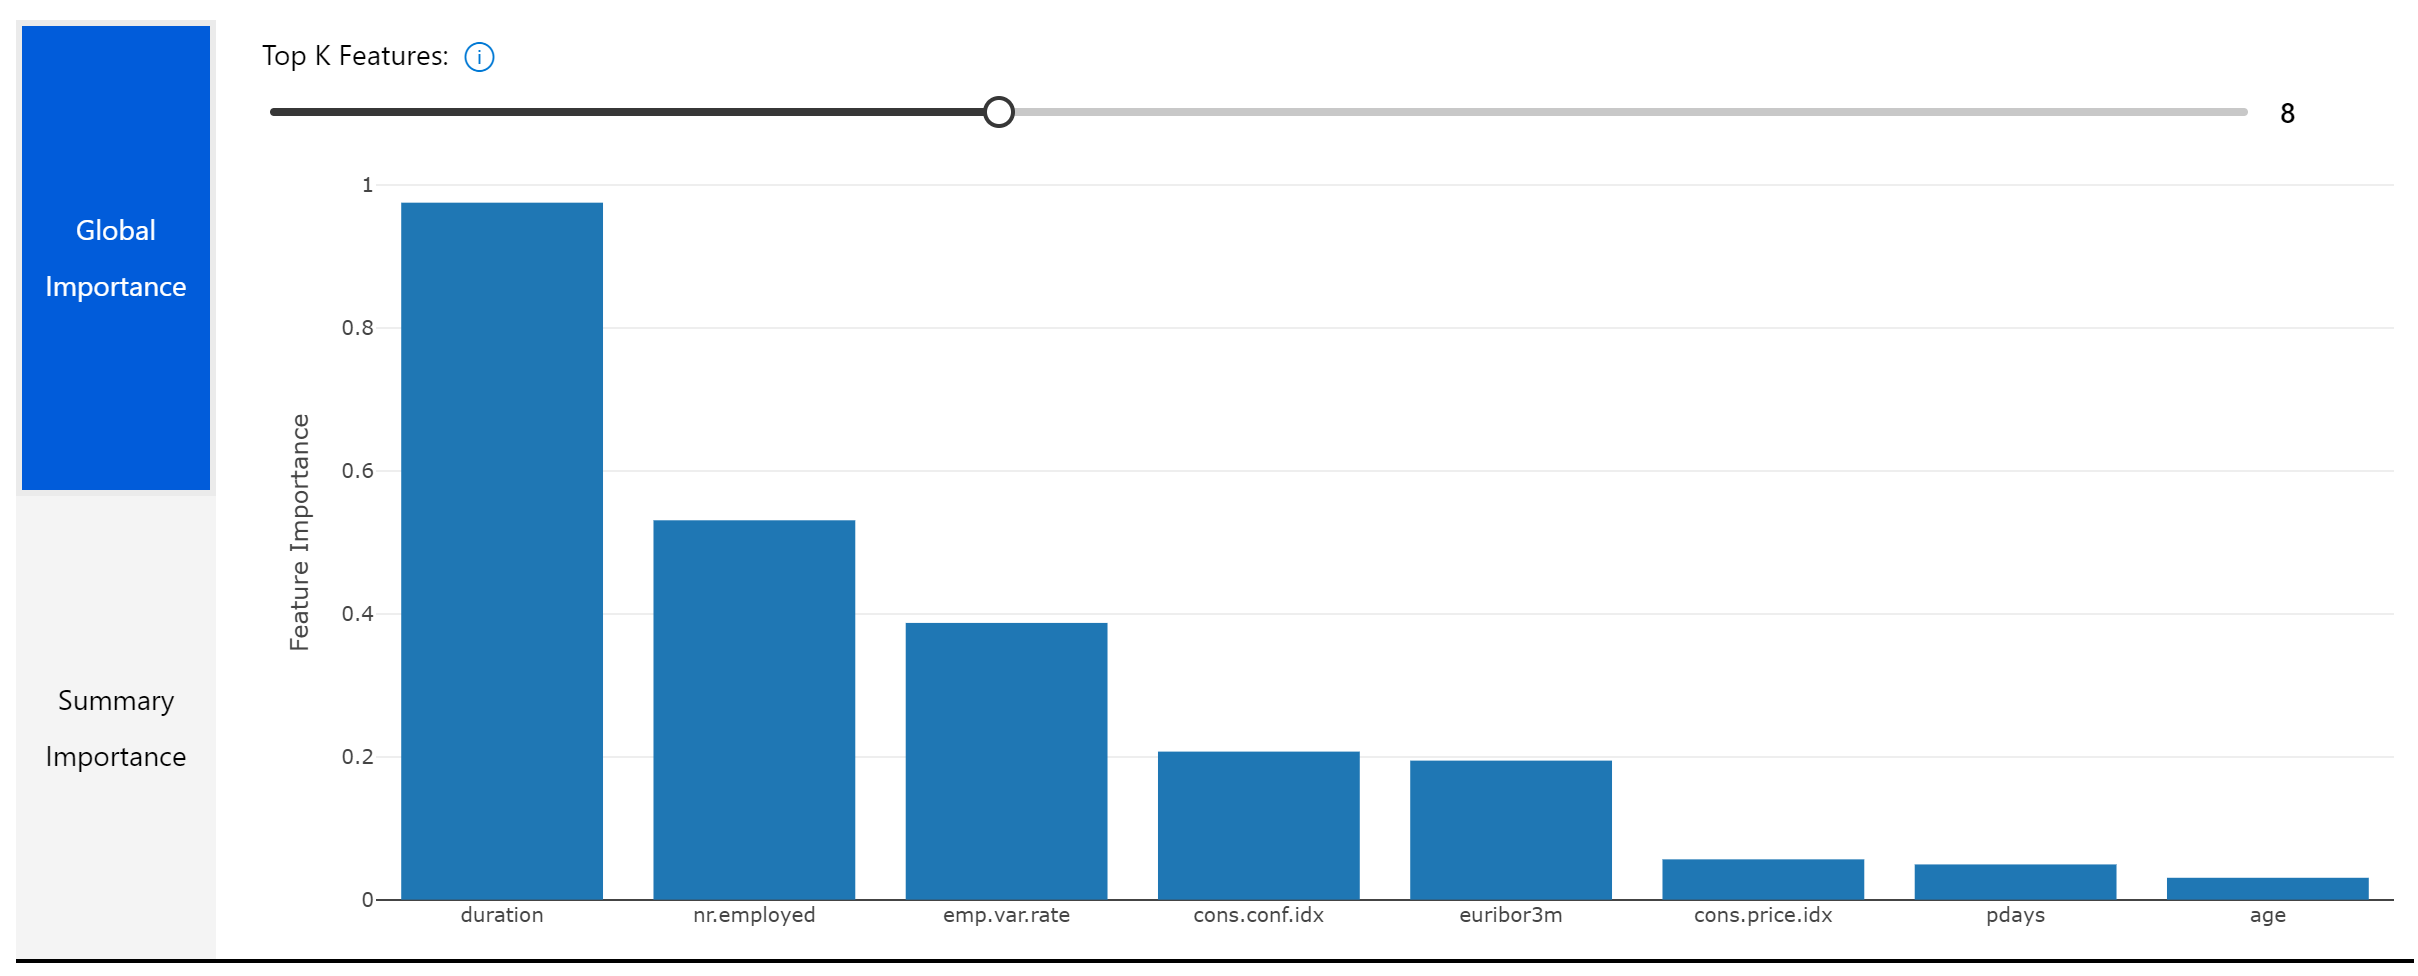 Top K Features: i
8
Global
Importance
Summary
Importance
Feature Importance
1
0.8
0.6
0.4
0.2
0
duration nr.employed emp.var.rate cons.conf.idx euribor3m cons.price.idx pdays age